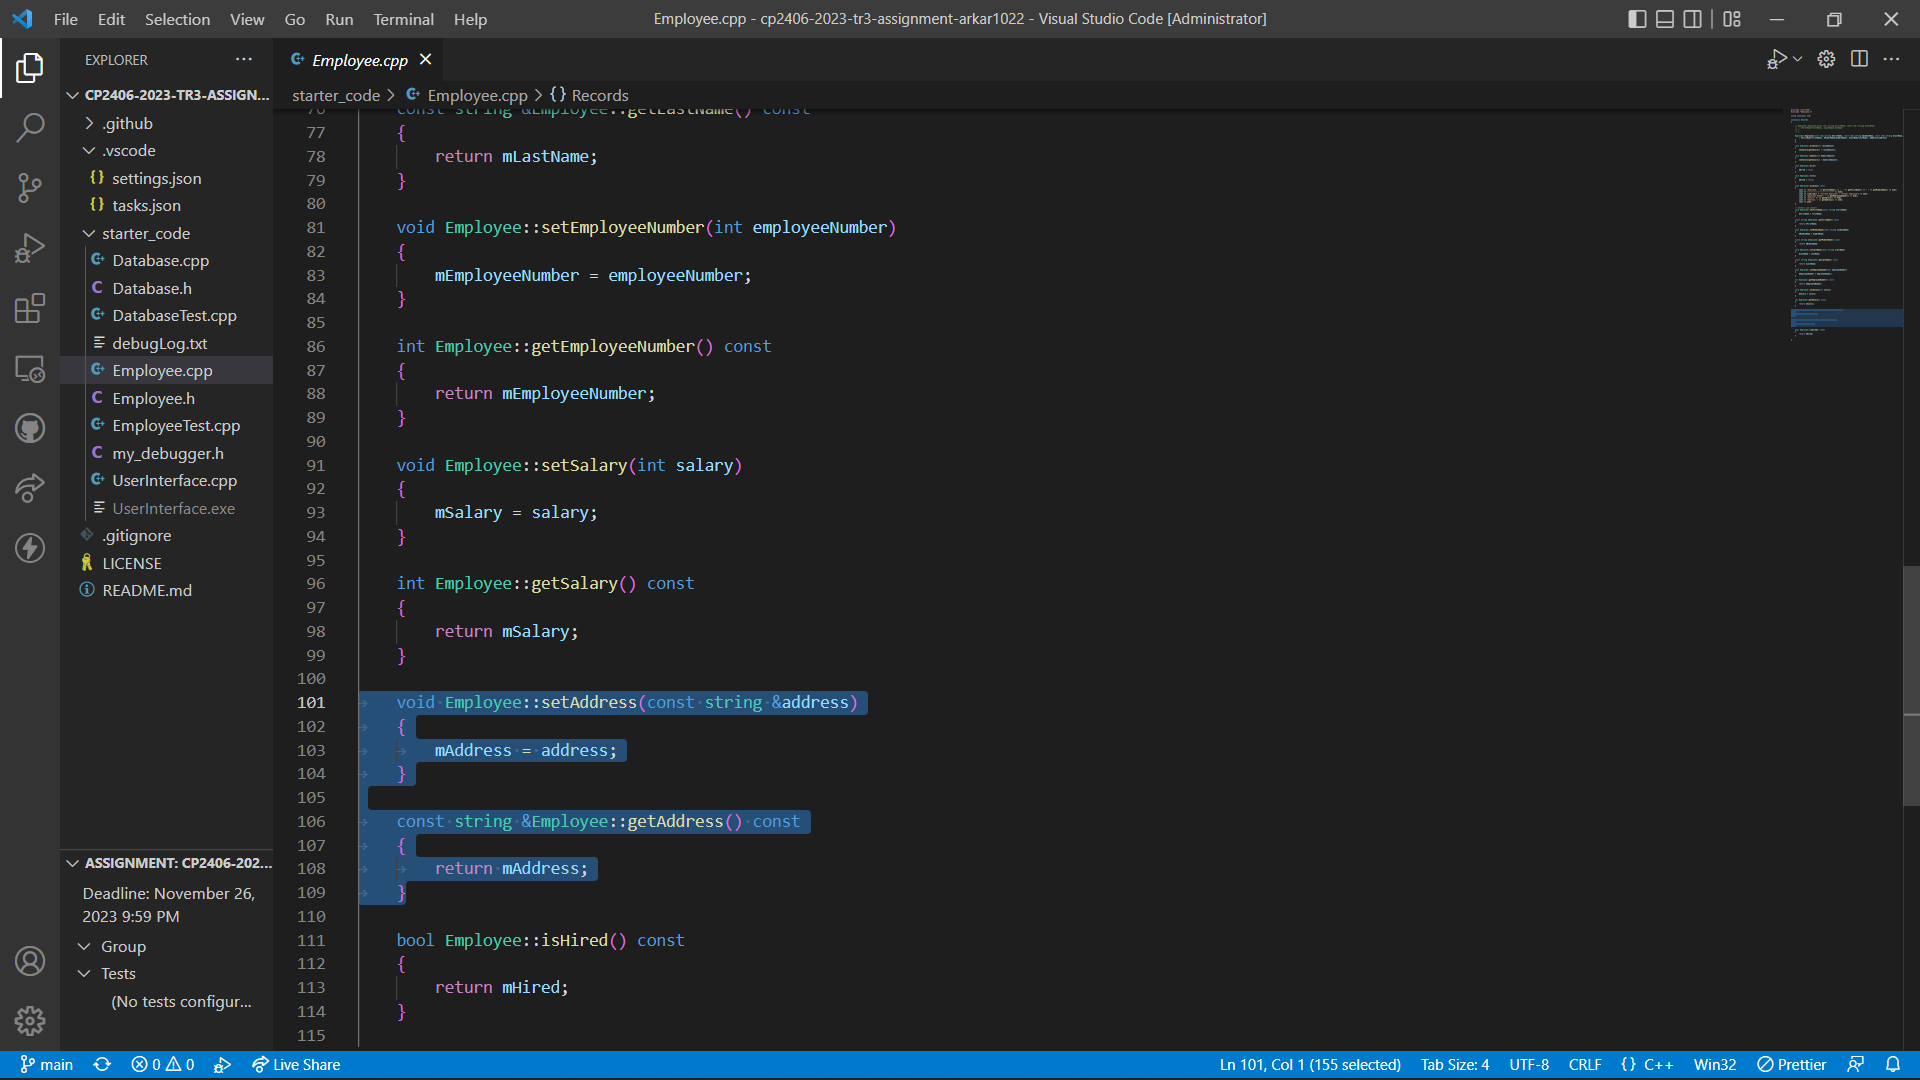 File Edit Selection View Go Run Terminal Help
Employee.cpp - cp2406-2023-tr3-assignment-arkar1022 - Visual Studio Code [Administrator]
EXPLORER
CP2406-2023-TR3-ASSIGN...
.github
.vscode
settings.json
tasks.json
starter_code
Database.cpp
Database.h
DatabaseTest.cpp
debugLog.txt
Employee.cpp
Employee.h
EmployeeTest.cpp
my_debugger.h
UserInterface.cpp
UserInterface.exe
.gitignore
LICENSE
README.md
ASSIGNMENT: CP2406-202...
Deadline: November 26,
2023 9:59 PM
Group
Tests
(No tests configur...
Employee.cpp
starter_code > Employee.cpp > {} Records
76 const string &Employee::getLastName() const
77 {
78 return mLastName;
79 }
80
81 void Employee::setEmployeeNumber(int employeeNumber)
82 {
83 mEmployeeNumber = employeeNumber;
84 }
85
86 int Employee::getEmployeeNumber() const
87 {
88 return mEmployeeNumber;
89 }
90
91 void Employee::setSalary(int salary)
92 {
93 mSalary = salary;
94 }
95
96 int Employee::getSalary() const
97 {
98 return mSalary;
99 }
100
101 void Employee::setAddress(const string &address)
102 {
103 mAddress = address;
104 }
105
106 const string &Employee::getAddress() const
107 {
108 return mAddress;
109 }
110
111 bool Employee::isHired() const
112 {
113 return mHired;
114 }
115
main 0 0 Live Share Ln 101, Col 1 (155 selected) Tab Size: 4 UTF-8 CRLF {} C++ Win32 Prettier